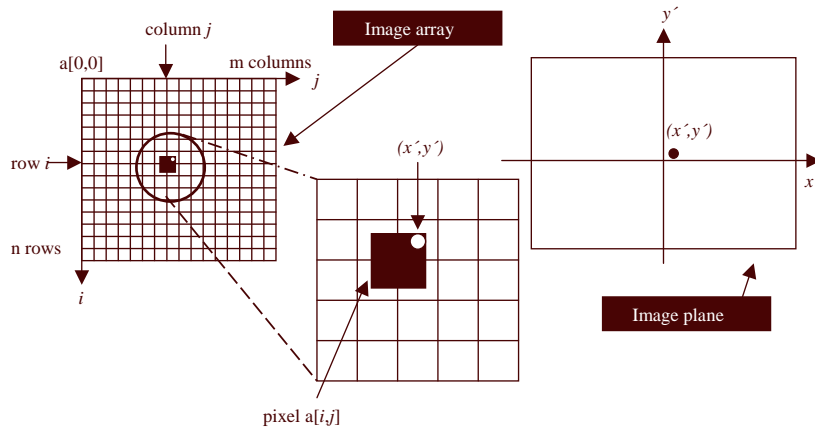 column j
Image array
y´
a[0,0]
m columns
j
(x´,y´)
(x´,y´)
row i
x
n rows
i
Image plane
pixel a[i,j]